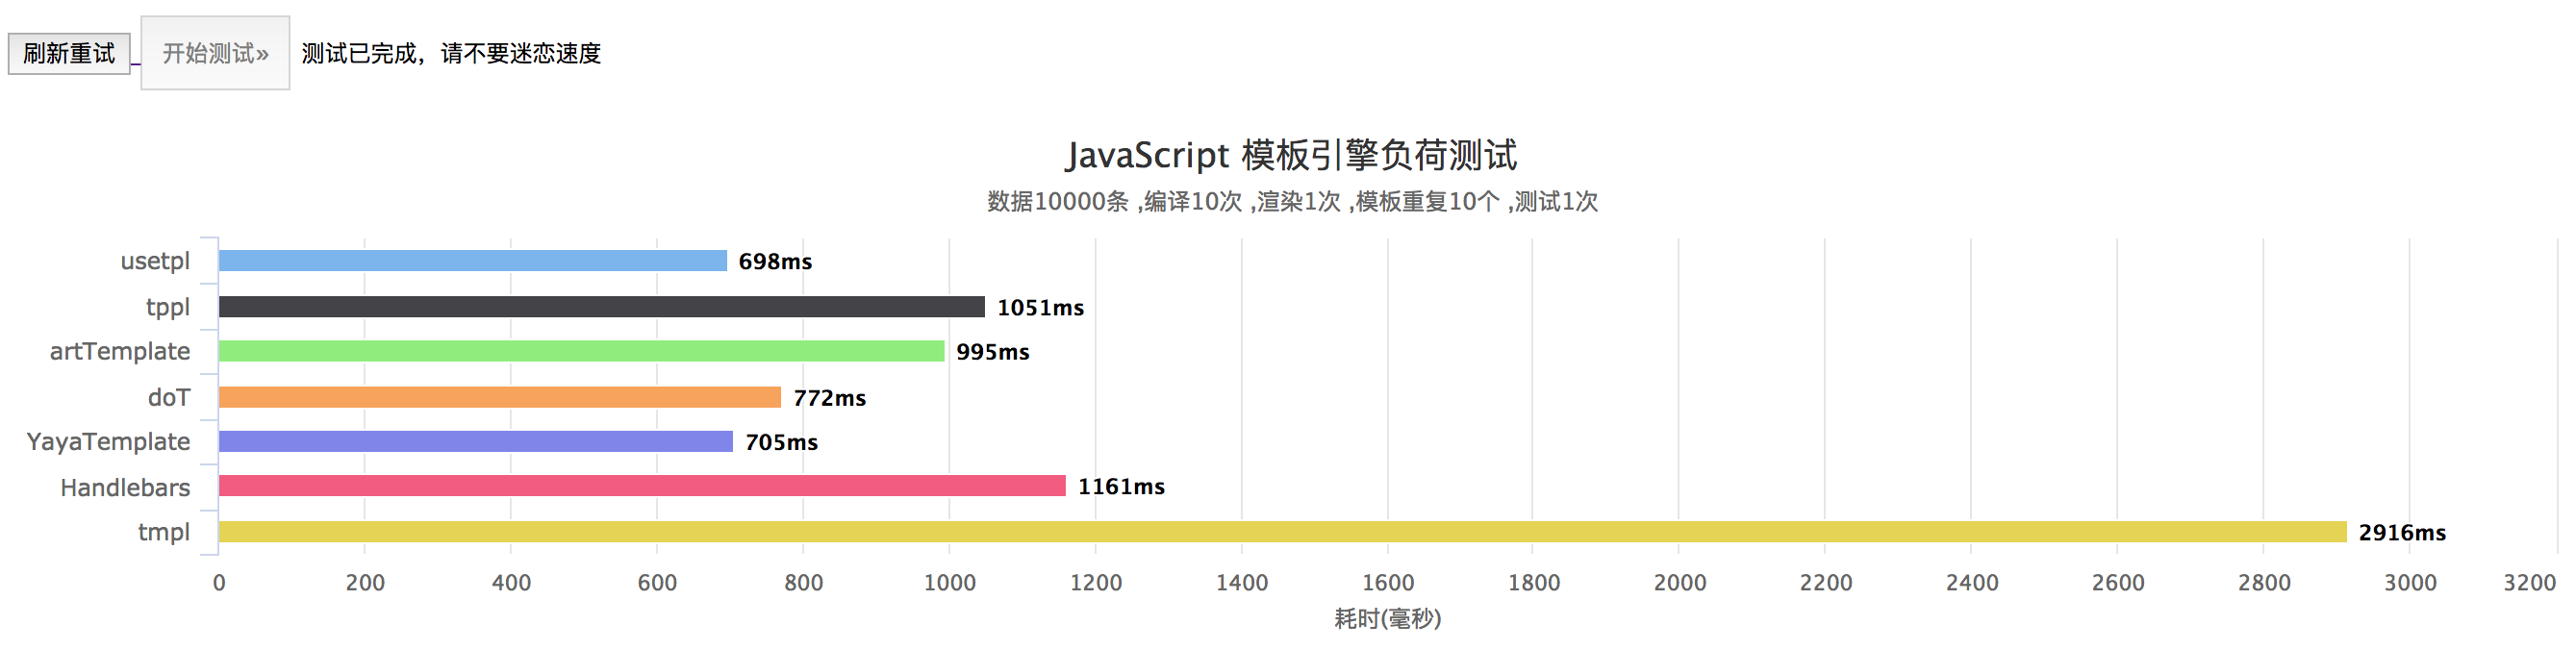 刷新重试 开始测试» 测试已完成，请不要迷恋速度
JavaScript 模板引擎负荷测试
数据10000条 ,编译10次 ,渲染1次 ,模板重复10个 ,测试1次
usetpl 698ms
tppl 1051ms
artTemplate 995ms
doT 772ms
YayaTemplate 705ms
Handlebars 1161ms
tmpl 2916ms
0 200 400 600 800 1000 1200 1400 1600 1800 2000 2200 2400 2600 2800 3000 3200
耗时(毫秒)